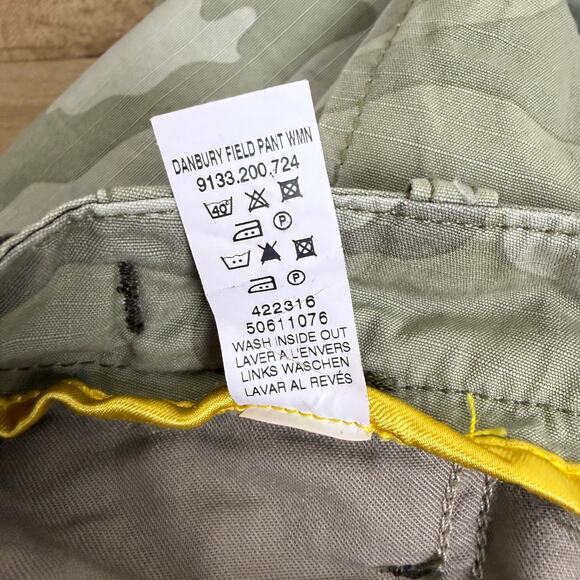 DANBURY FIELD PANT WMN
9133.200.724
40°
P
P
422316
50611076
WASH INSIDE OUT
LAVER A L'ENVERS
LINKS WASCHEN
LAVAR AL REVÉS